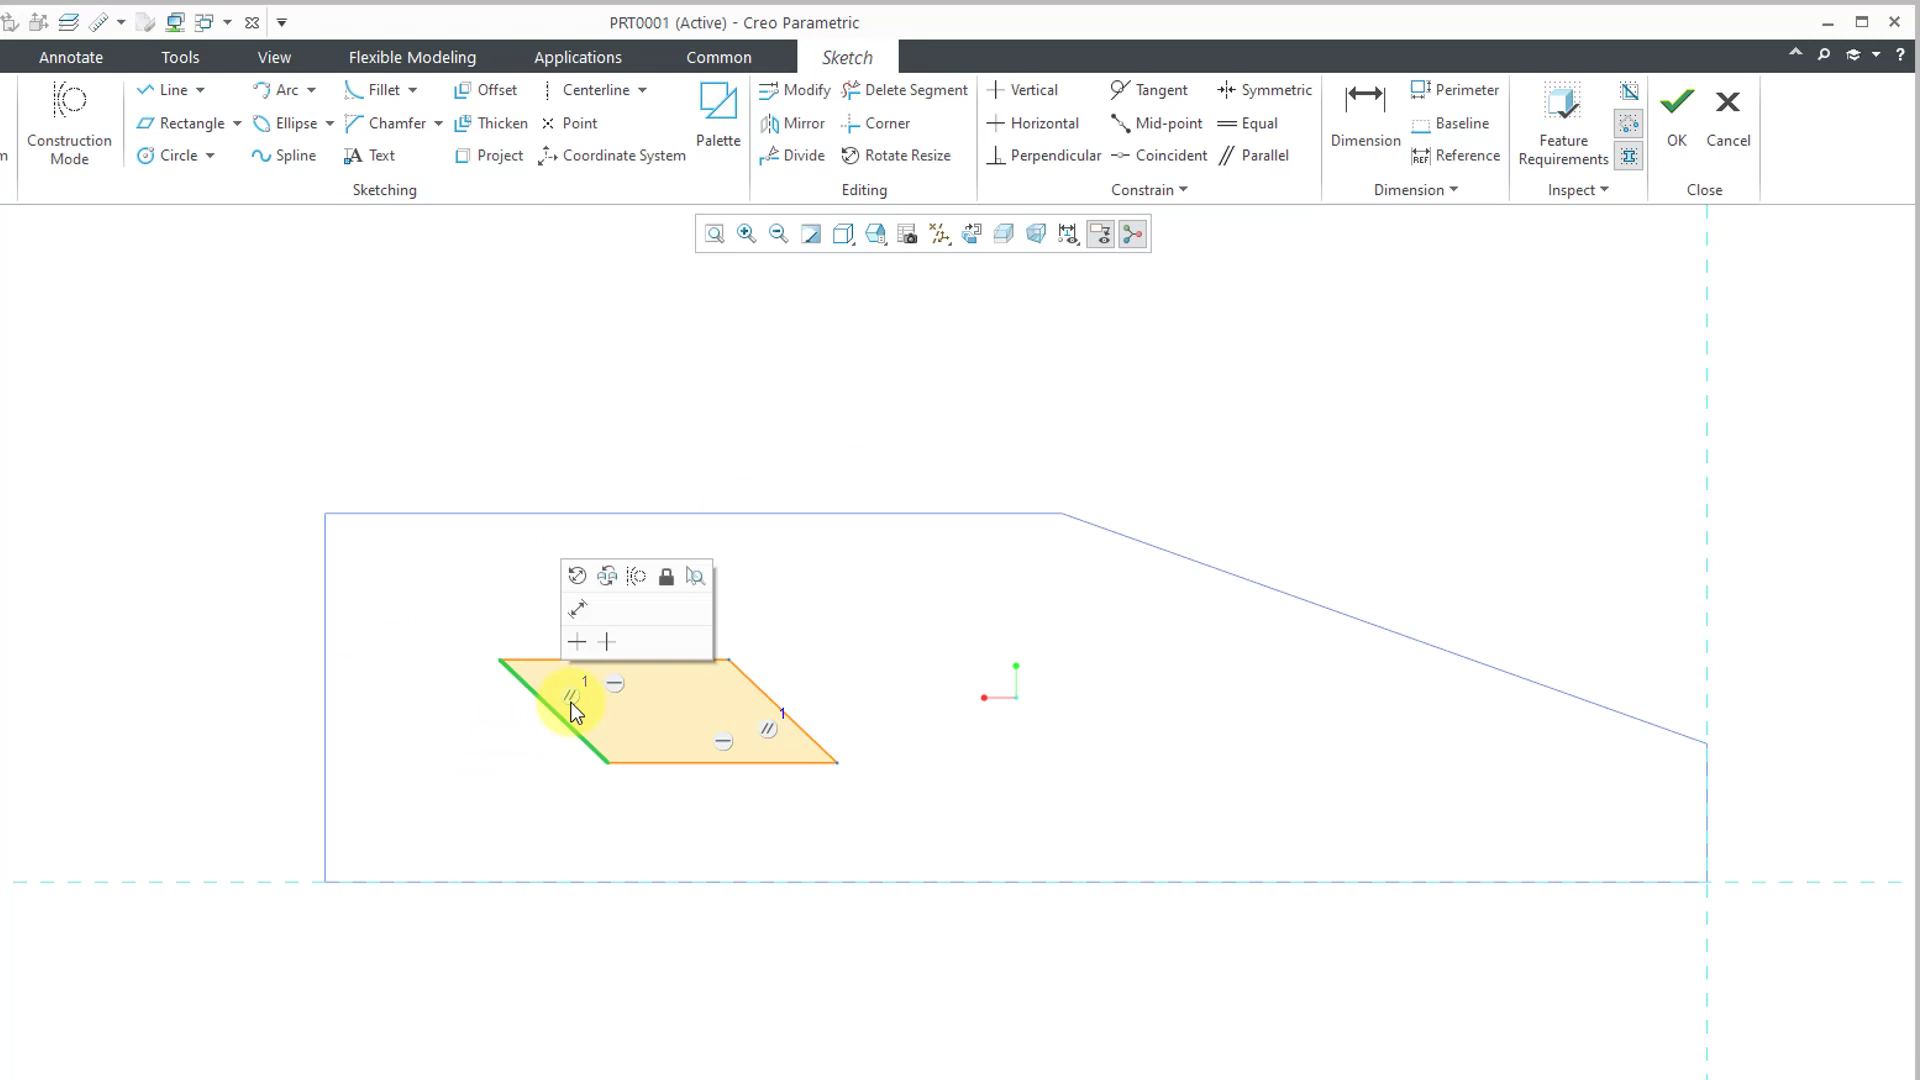 PRT0001 (Active) - Creo Parametric
Annotate Tools View Flexible Modeling Applications Common Sketch
?
Line Arc Fillet Offset Centerline Modify Delete Segment Vertical Tangent Symmetric Perimeter
Rectangle Ellipse Chamfer Thicken Point Mirror Corner Horizontal Mid-point Equal Baseline
Circle Spline Text Project Coordinate System Divide Rotate Resize Perpendicular Coincident Parallel Reference
Construction
Mode
Palette
Dimension
Feature
Requirements
OK Cancel
Sketching Editing Constrain Dimension Inspect Close
1
1